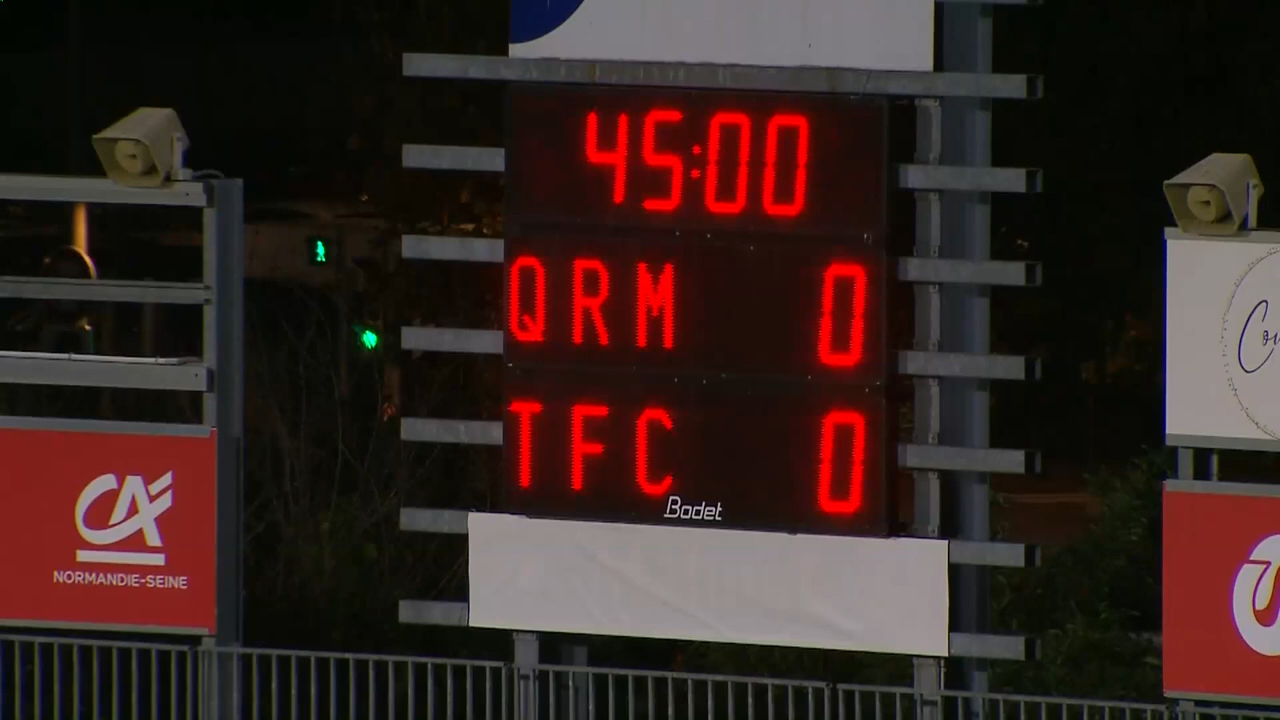 45:00
QRM 0
TFC 0
Bodet
CA
NORMANDIE-SEINE